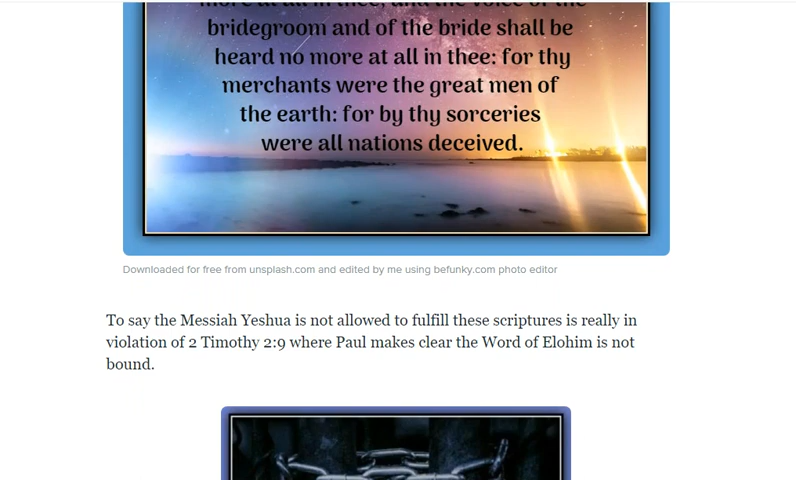 bridegroom and of the bride shall be
heard no more at all in thee: for thy
merchants were the great men of
the earth: for by thy sorceries
were all nations deceived.
Downloaded for free from unsplash.com and edited by me using befunky.com photo editor
To say the Messiah Yeshua is not allowed to fulfill these scriptures is really in
violation of 2 Timothy 2:9 where Paul makes clear the Word of Elohim is not
bound.